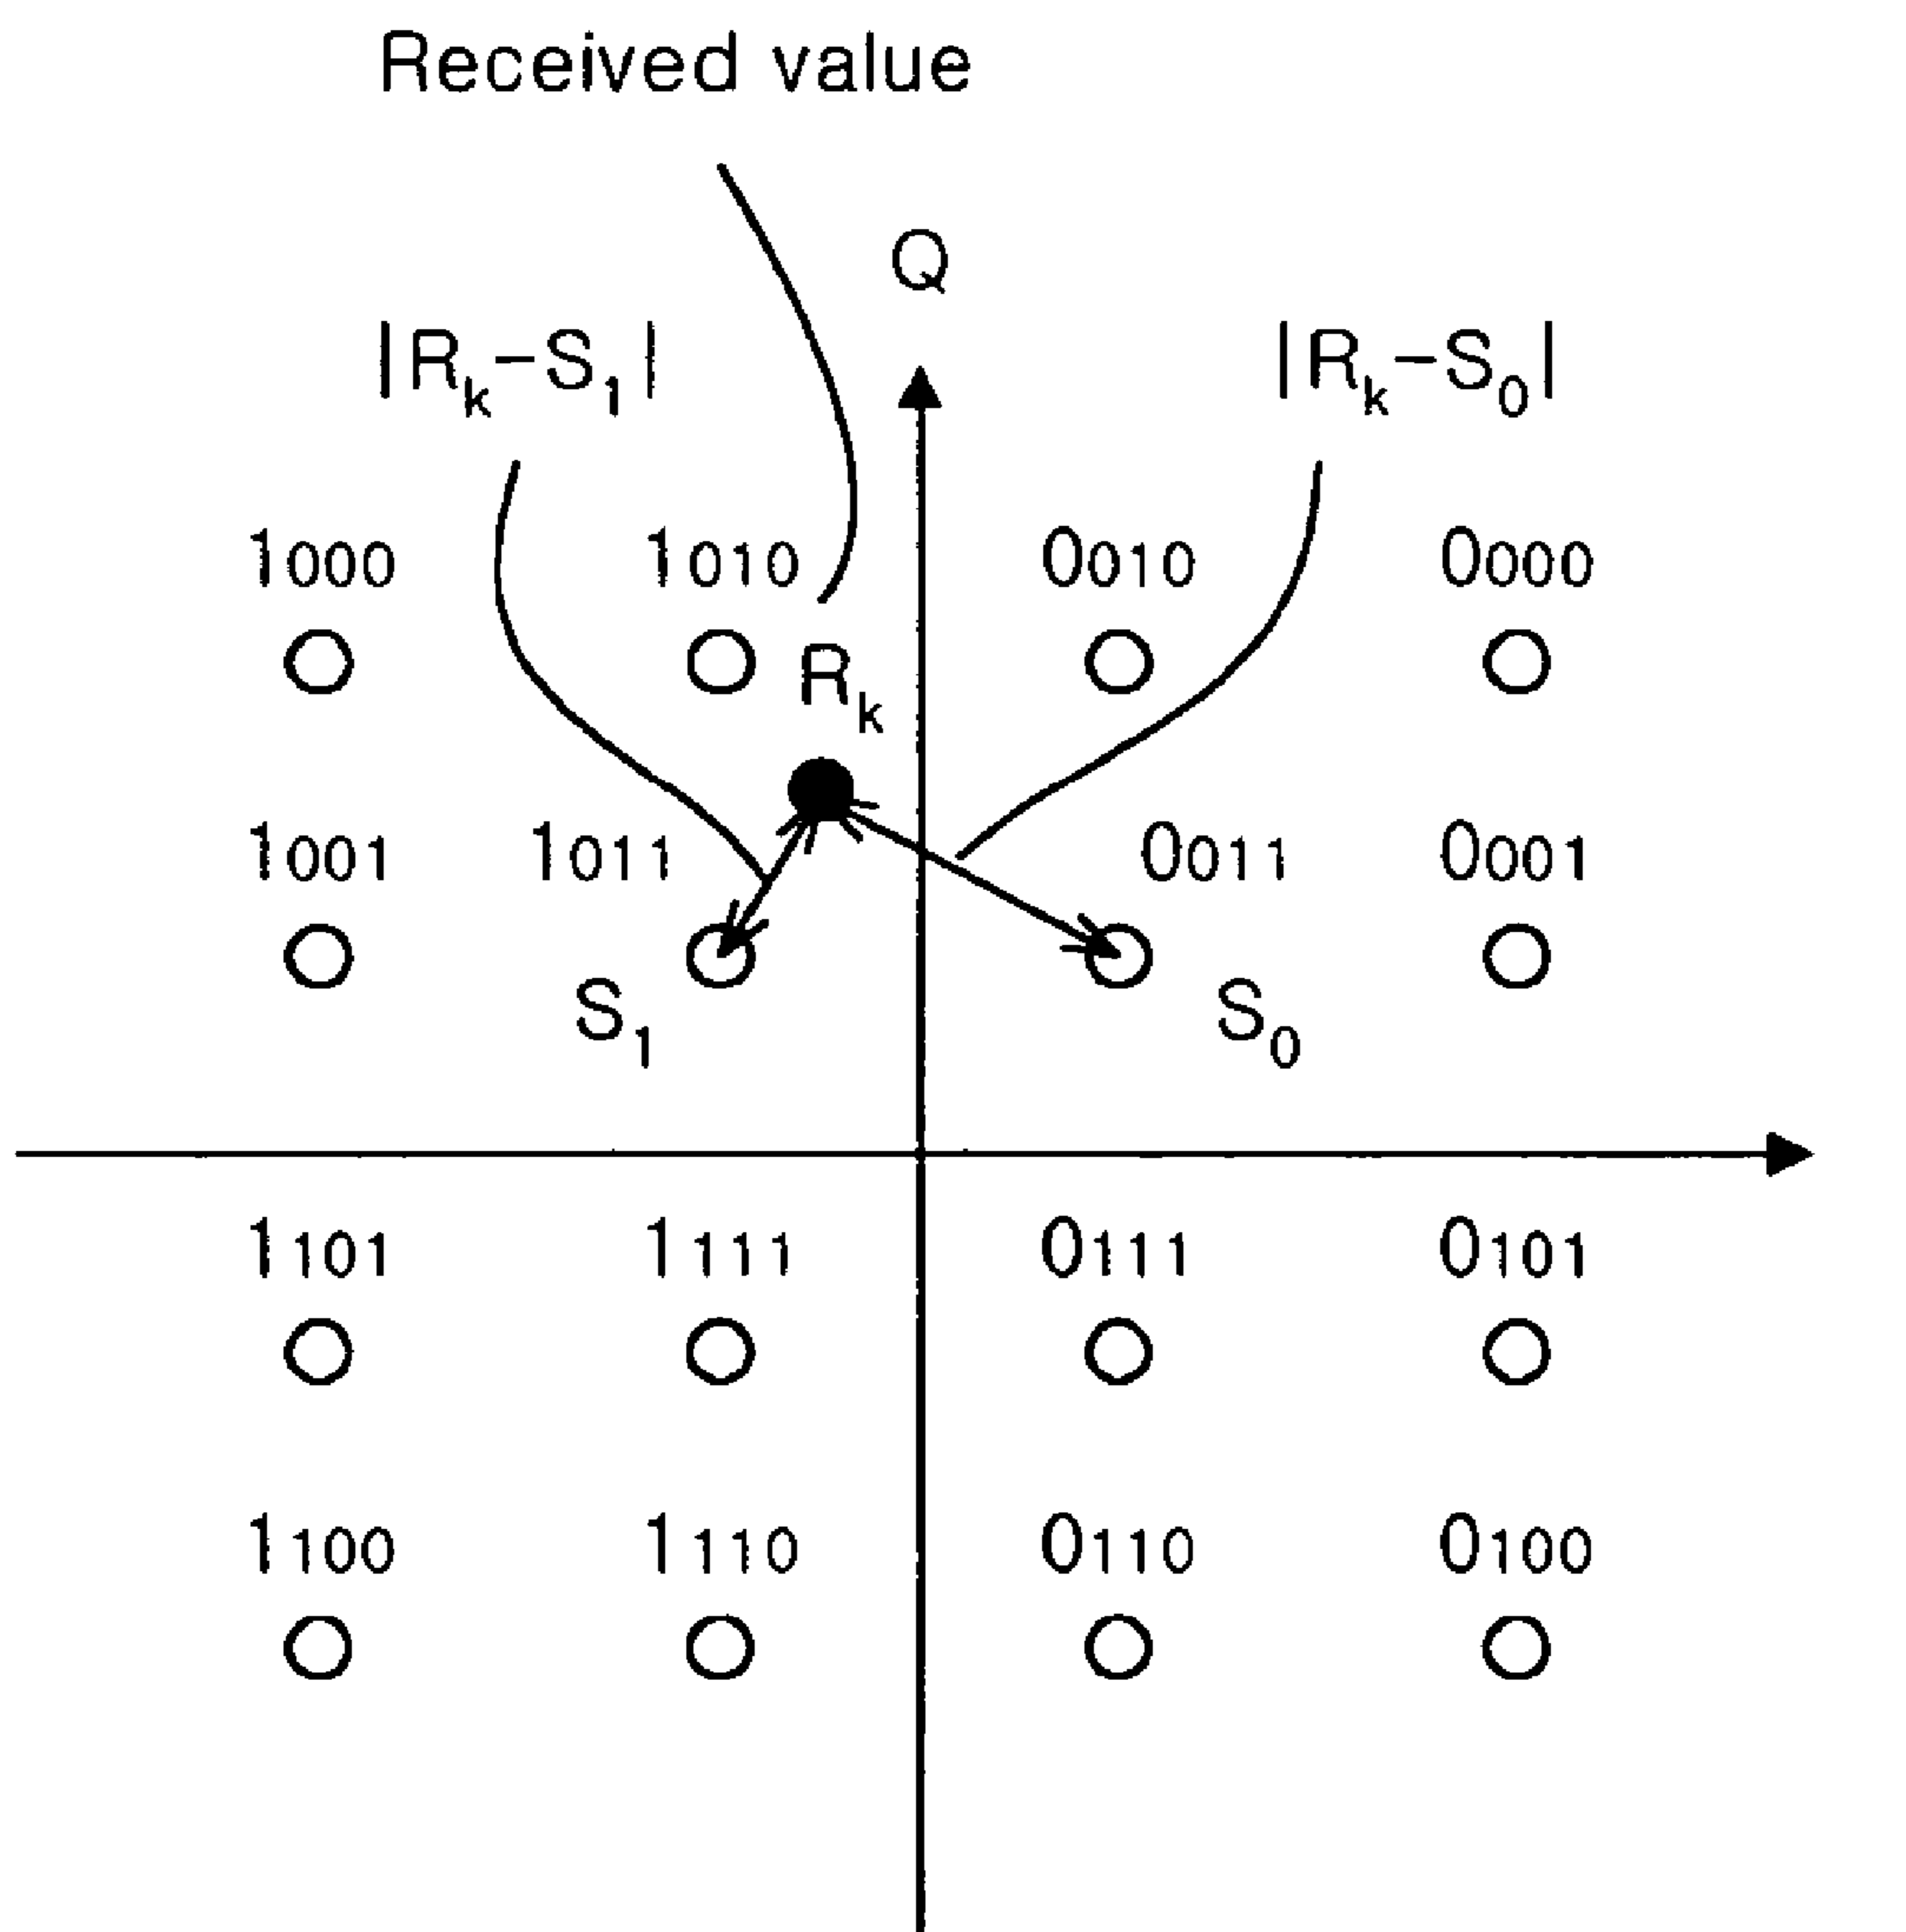 Received value
Q
|Rk−S1| |Rk−S0|
1000 1010 0010 0000
Rk
1001 1011 0011 0001
S1 S0
1101 1111 0111 0101
1100 1110 0110 0100